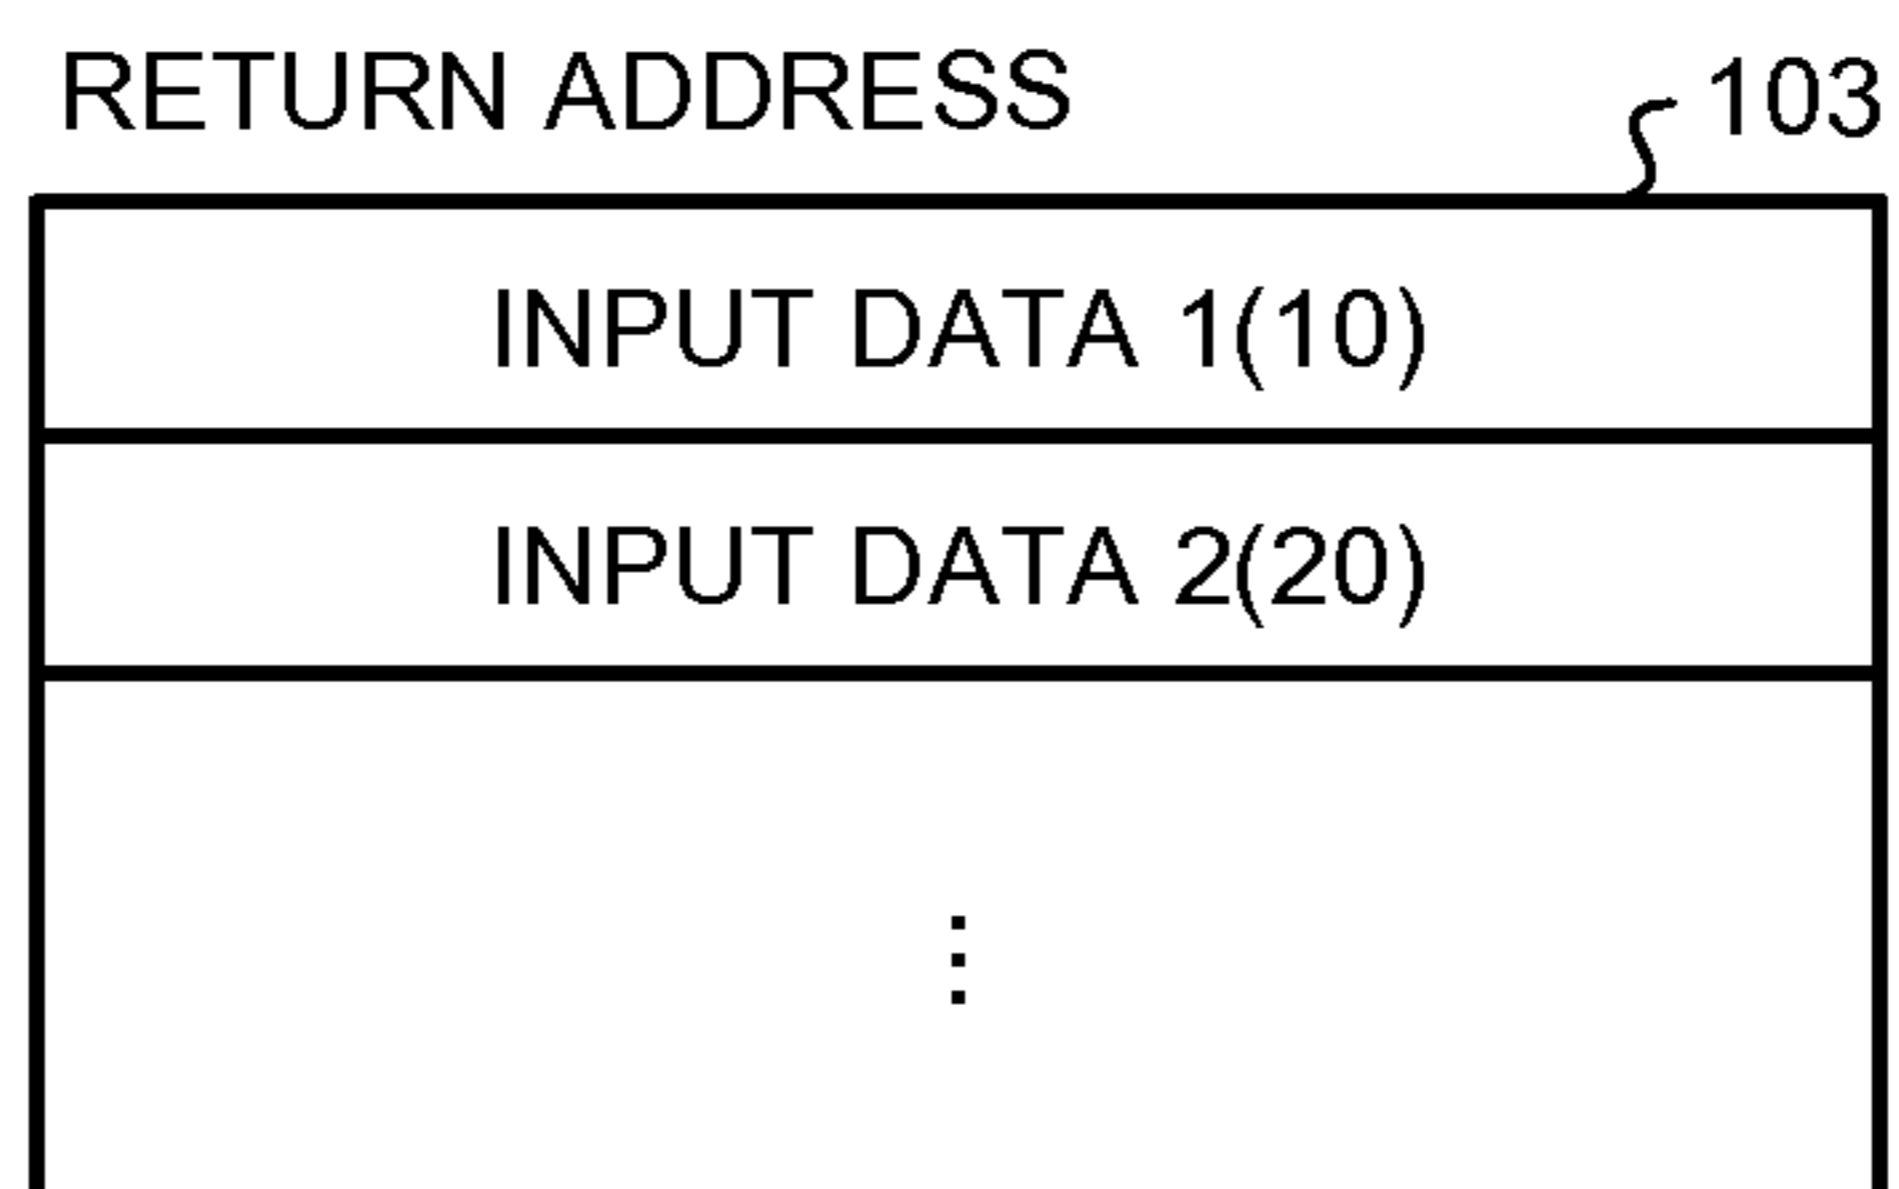 RETURN ADDRESS
103
INPUT DATA 1(10)
INPUT DATA 2(20)
⋮